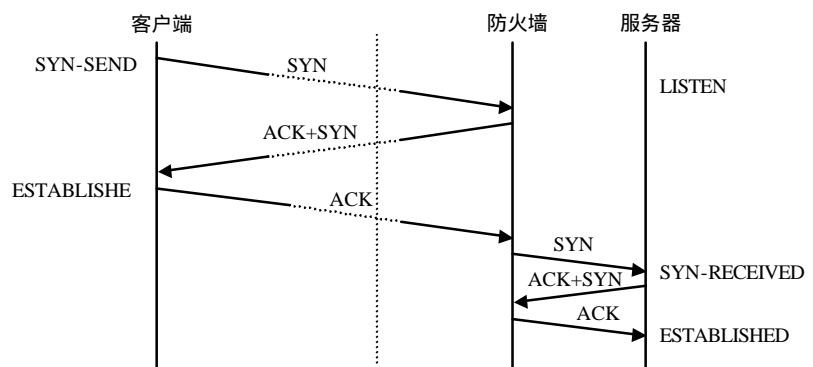 客户端
防火墙
服务器
SYN-SEND
SYN
LISTEN
ACK+SYN
ESTABLISHE
ACK
SYN
SYN-RECEIVED
ACK+SYN
ACK
ESTABLISHED